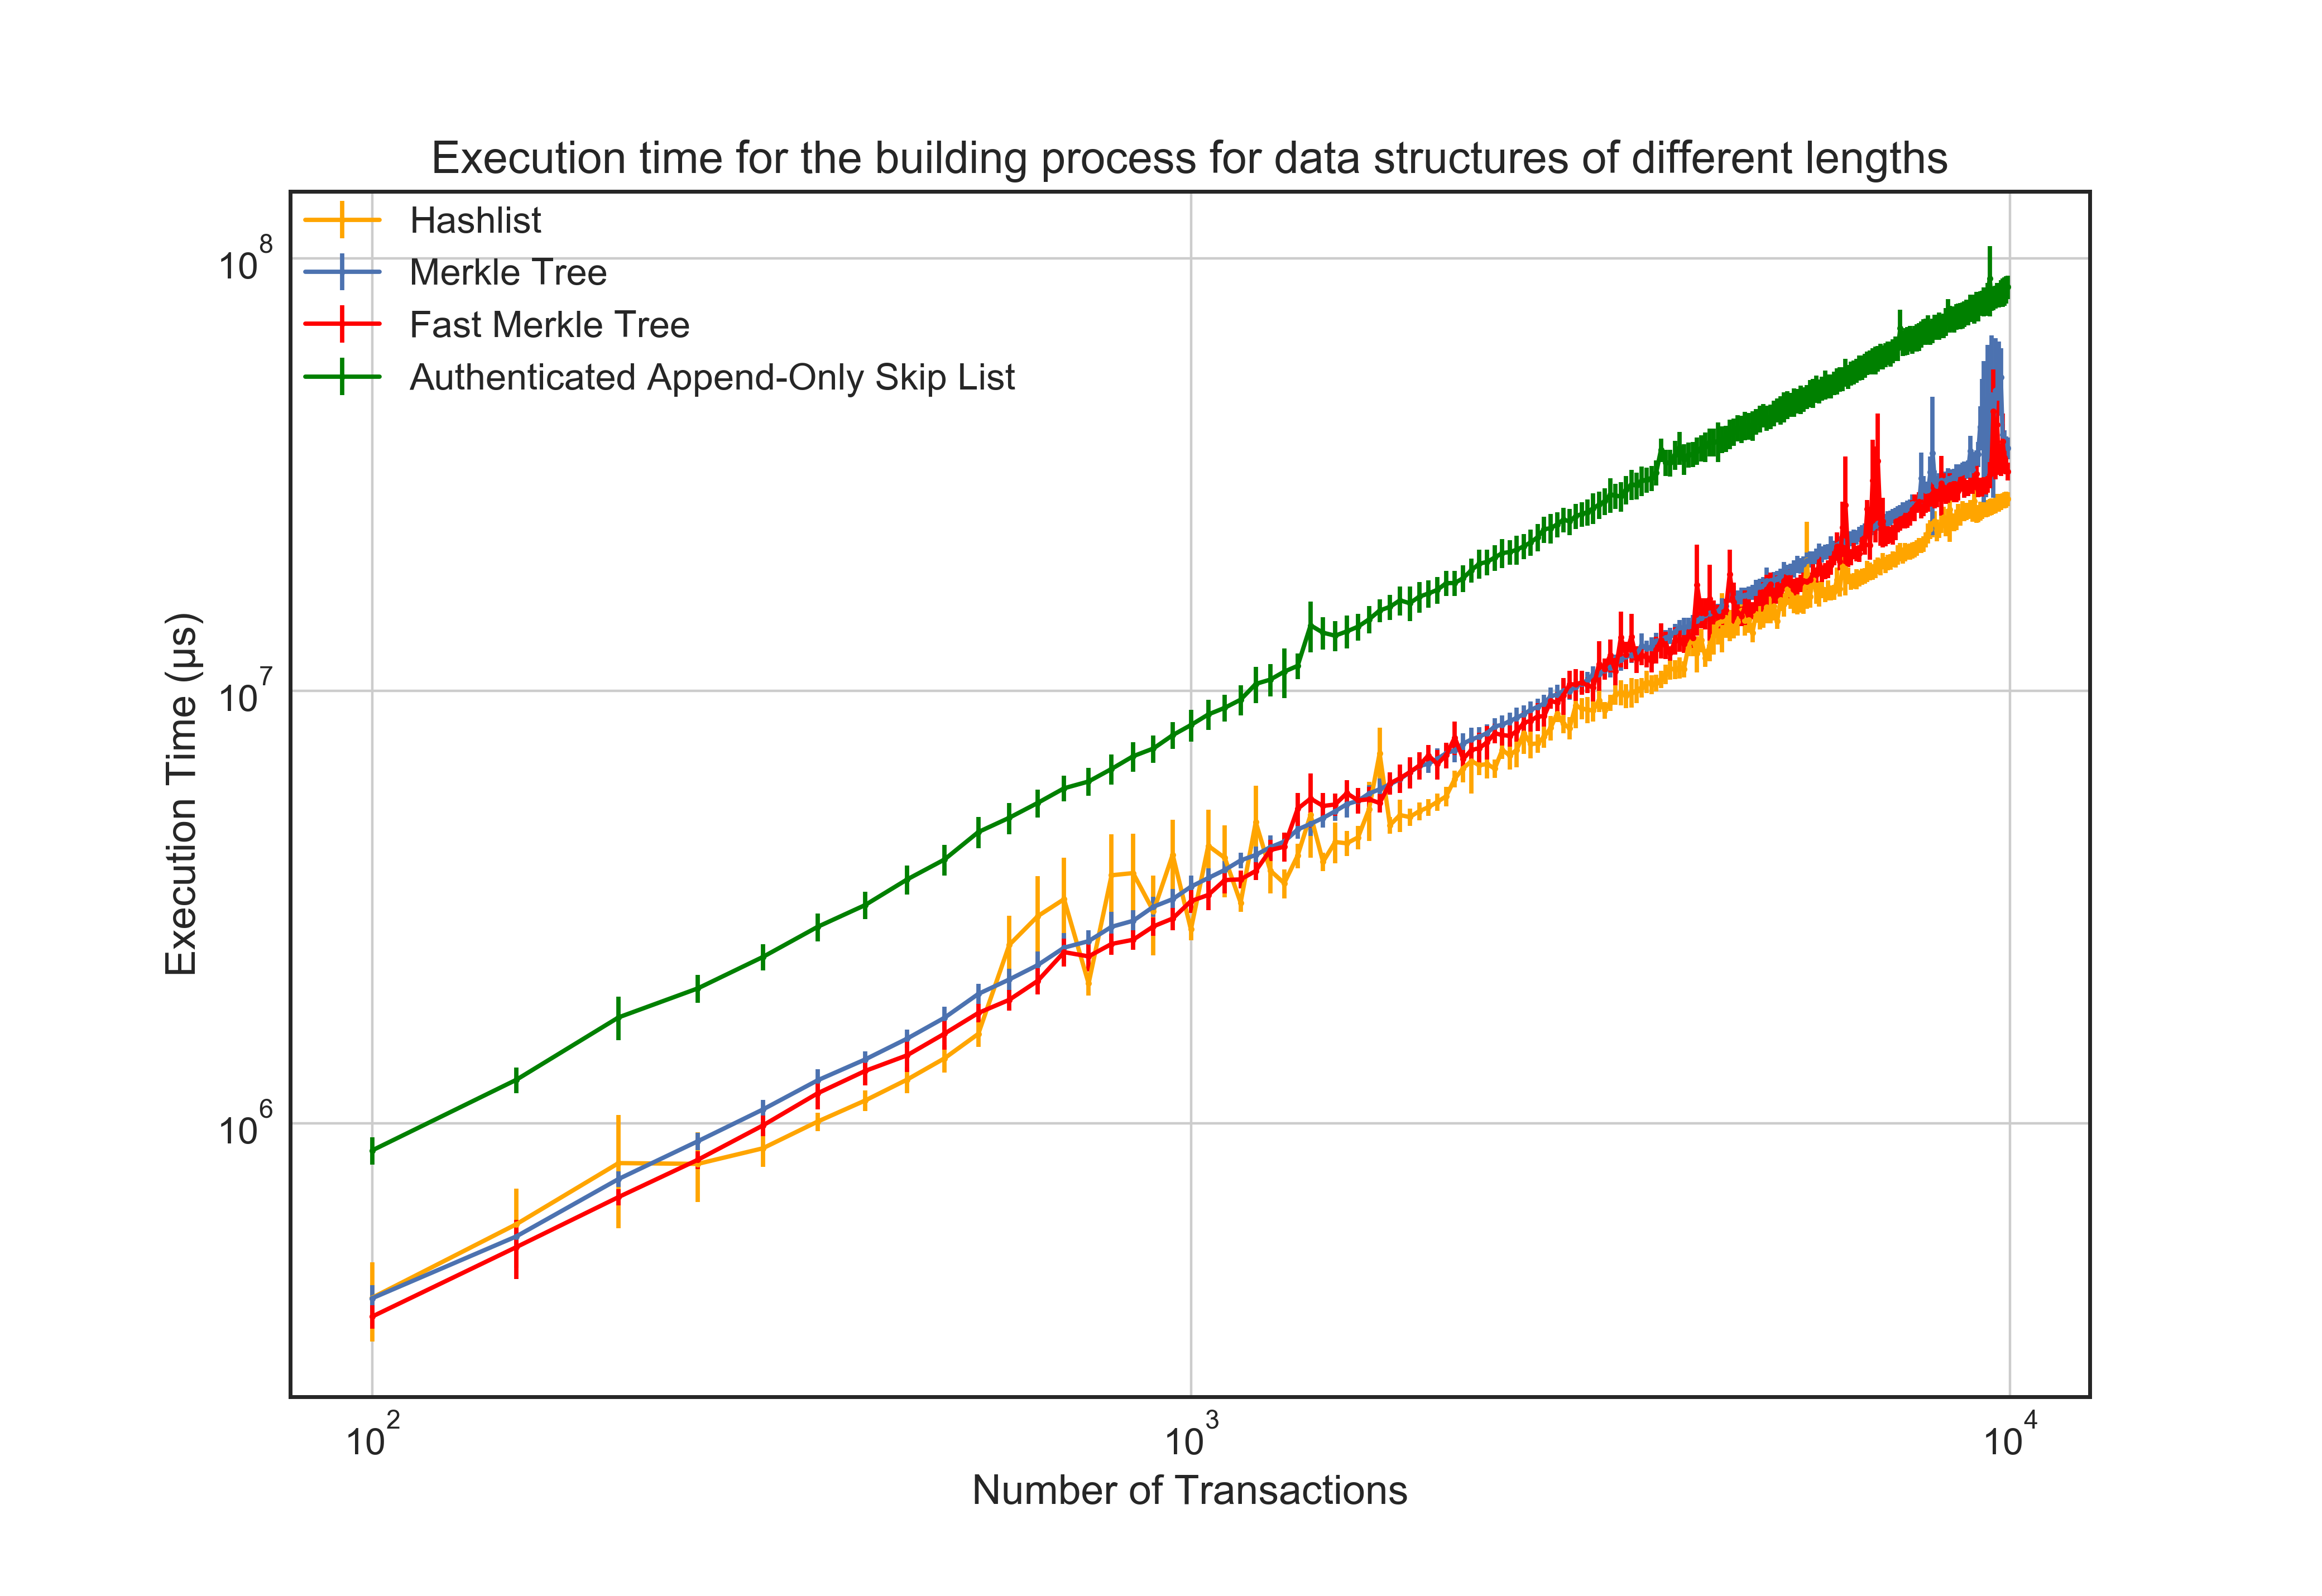 Execution time for the building process for data structures of different lengths
Hashlist
Merkle Tree
Fast Merkle Tree
Authenticated Append-Only Skip List
10^8
10^7
10^6
Execution Time (µs)
10^2 10^3 10^4
Number of Transactions